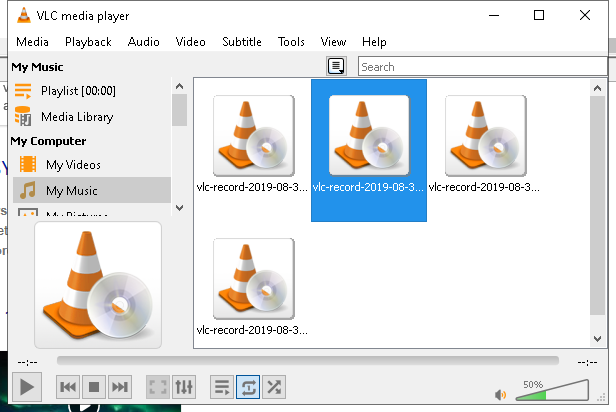 VLC media player
Media Playback Audio Video Subtitle Tools View Help
My Music
Search
Playlist [00:00]
Media Library
My Computer
My Videos
My Music
My Pictures
vlc-record-2019-08-3... vlc-record-2019-08-3... vlc-record-2019-08-3...
vlc-record-2019-08-3...
--:-- --:--
50%